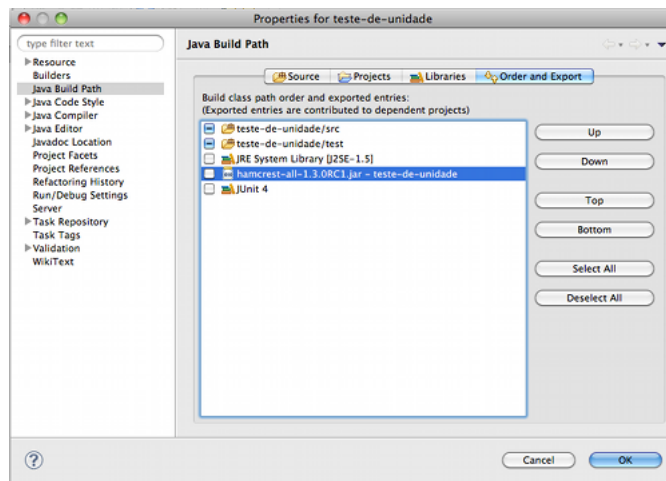 Properties for teste-de-unidade
type filter text
Resource
Builders
Java Build Path
Java Code Style
Java Compiler
Java Editor
Javadoc Location
Project Facets
Project References
Refactoring History
Run/Debug Settings
Server
Task Repository
Task Tags
Validation
WikiText
Java Build Path
Source Projects Libraries Order and Export
Build class path order and exported entries:
(Exported entries are contributed to dependent projects)
teste-de-unidade/src
teste-de-unidade/test
JRE System Library [J2SE-1.5]
hamcrest-all-1.3.0RC1.jar - teste-de-unidade
JUnit 4
Up
Down
Top
Bottom
Select All
Deselect All
?
Cancel
OK